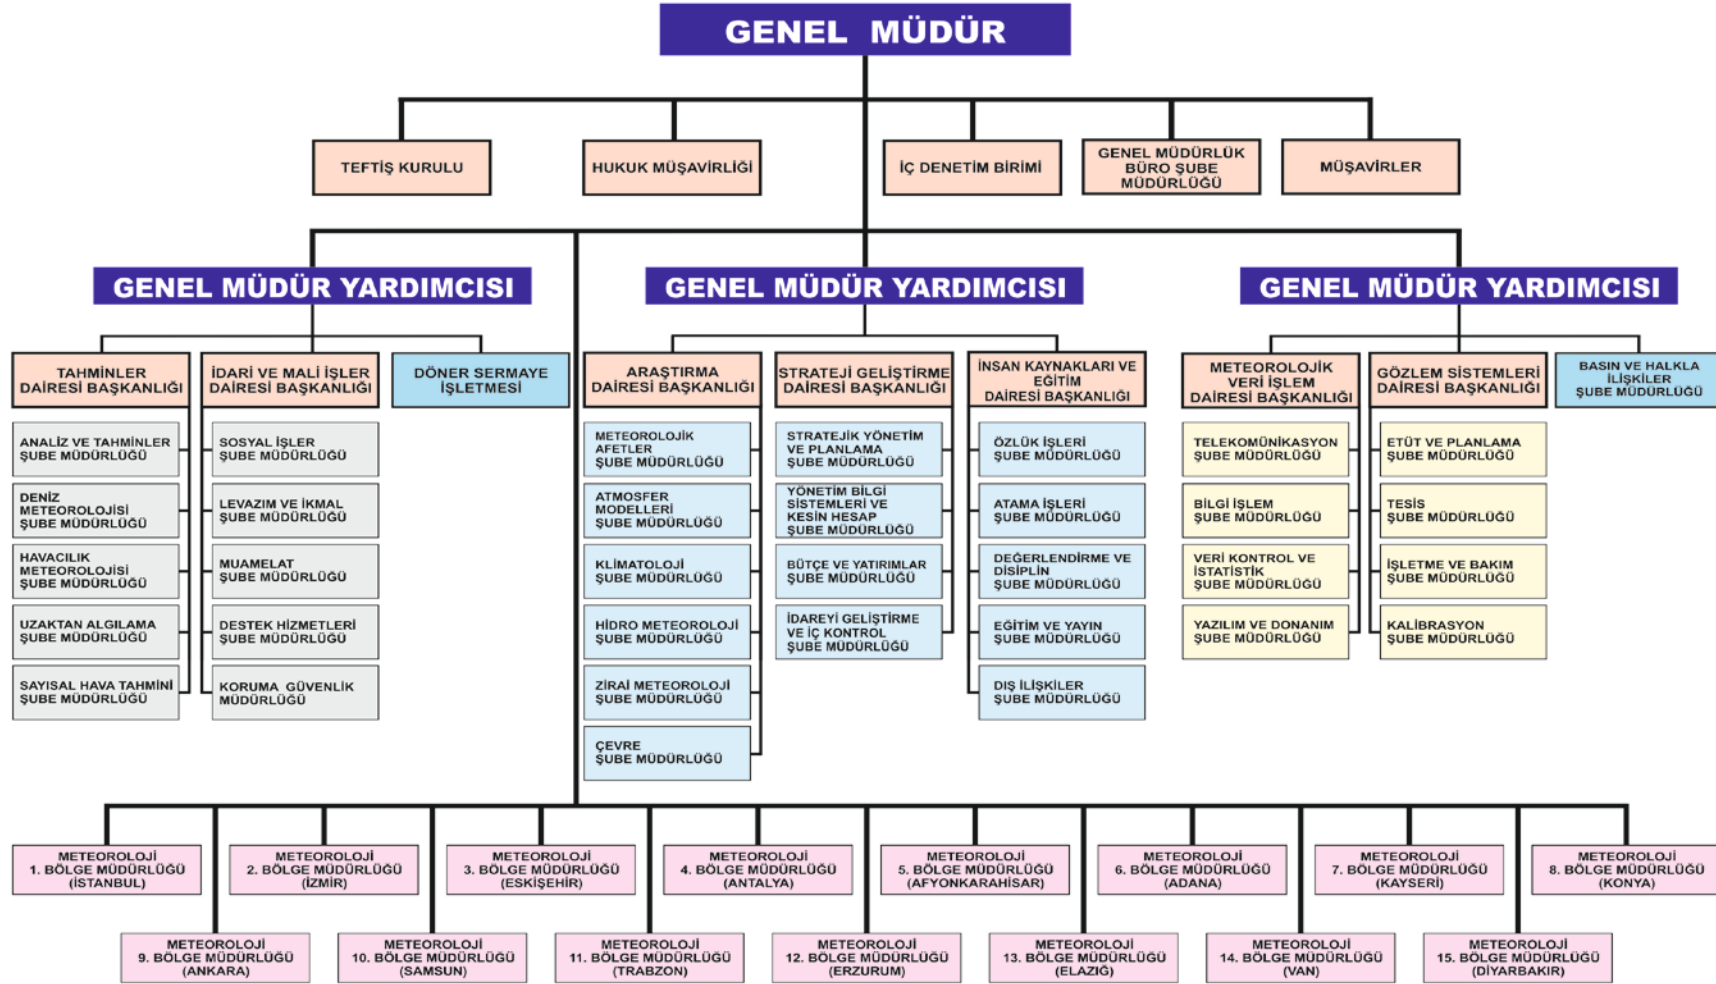 GENEL MÜDÜR
TEFTİŞ KURULU
HUKUK MÜŞAVİRLİĞİ
İÇ DENETİM BİRİMİ
GENEL MÜDÜRLÜK
BÜRO ŞUBE
MÜDÜRLÜĞÜ
MÜŞAVİRLER
GENEL MÜDÜR YARDIMCISI
GENEL MÜDÜR YARDIMCISI
GENEL MÜDÜR YARDIMCISI
TAHMİNLER
DAİRESİ BAŞKANLIĞI
ANALİZ VE TAHMİNLER
ŞUBE MÜDÜRLÜĞÜ
DENİZ
METEOROLOJİSİ
ŞUBE MÜDÜRLÜĞÜ
HAVACILIK
METEOROLOJİSİ
ŞUBE MÜDÜRLÜĞÜ
UZAKTAN ALGILAMA
ŞUBE MÜDÜRLÜĞÜ
SAYISAL HAVA TAHMİNİ
ŞUBE MÜDÜRLÜĞÜ
İDARİ VE MALİ İŞLER
DAİRESİ BAŞKANLIĞI
SOSYAL İŞLER
ŞUBE MÜDÜRLÜĞÜ
LEVAZIM VE İKMAL
ŞUBE MÜDÜRLÜĞÜ
MUAMELAT
ŞUBE MÜDÜRLÜĞÜ
DESTEK HİZMETLERİ
ŞUBE MÜDÜRLÜĞÜ
KORUMA GÜVENLİK
MÜDÜRLÜĞÜ
DÖNER SERMAYE
İŞLETMESİ
ARAŞTIRMA
DAİRESİ BAŞKANLIĞI
METEOROLOJİK
AFETLER
ŞUBE MÜDÜRLÜĞÜ
ATMOSFER
MODELLERİ
ŞUBE MÜDÜRLÜĞÜ
KLİMATOLOJİ
ŞUBE MÜDÜRLÜĞÜ
HİDRO METEOROLOJİ
ŞUBE MÜDÜRLÜĞÜ
ZİRAİ METEOROLOJİ
ŞUBE MÜDÜRLÜĞÜ
ÇEVRE
ŞUBE MÜDÜRLÜĞÜ
STRATEJİ GELİŞTİRME
DAİRESİ BAŞKANLIĞI
STRATEJİK YÖNETİM
VE PLANLAMA
ŞUBE MÜDÜRLÜĞÜ
YÖNETİM BİLGİ
SİSTEMLERİ VE
KESİN HESAP
ŞUBE MÜDÜRLÜĞÜ
BÜTÇE VE YATIRIMLAR
ŞUBE MÜDÜRLÜĞÜ
İDAREYİ GELİŞTİRME
VE İÇ KONTROL
ŞUBE MÜDÜRLÜĞÜ
İNSAN KAYNAKLARI VE
EĞİTİM
DAİRESİ BAŞKANLIĞI
ÖZLÜK İŞLERİ
ŞUBE MÜDÜRLÜĞÜ
ATAMA İŞLERİ
ŞUBE MÜDÜRLÜĞÜ
DEĞERLENDİRME VE
DİSİPLİN
ŞUBE MÜDÜRLÜĞÜ
EĞİTİM VE YAYIN
ŞUBE MÜDÜRLÜĞÜ
DIŞ İLİŞKİLER
ŞUBE MÜDÜRLÜĞÜ
METEOROLOJİK
VERİ İŞLEM
DAİRESİ BAŞKANLIĞI
TELEKOMÜNİKASYON
ŞUBE MÜDÜRLÜĞÜ
BİLGİ İŞLEM
ŞUBE MÜDÜRLÜĞÜ
VERİ KONTROL VE
İSTATİSTİK
ŞUBE MÜDÜRLÜĞÜ
YAZILIM VE DONANIM
ŞUBE MÜDÜRLÜĞÜ
GÖZLEM SİSTEMLERİ
DAİRESİ BAŞKANLIĞI
ETÜT VE PLANLAMA
ŞUBE MÜDÜRLÜĞÜ
TESİS
ŞUBE MÜDÜRLÜĞÜ
İŞLETME VE BAKIM
ŞUBE MÜDÜRLÜĞÜ
KALİBRASYON
ŞUBE MÜDÜRLÜĞÜ
BASIN VE HALKLA
İLİŞKİLER
ŞUBE MÜDÜRLÜĞÜ
METEOROLOJİ
1. BÖLGE MÜDÜRLÜĞÜ
(İSTANBUL)
METEOROLOJİ
2. BÖLGE MÜDÜRLÜĞÜ
(İZMİR)
METEOROLOJİ
3. BÖLGE MÜDÜRLÜĞÜ
(ESKİŞEHİR)
METEOROLOJİ
4. BÖLGE MÜDÜRLÜĞÜ
(ANTALYA)
METEOROLOJİ
5. BÖLGE MÜDÜRLÜĞÜ
(AFYONKARAHİSAR)
METEOROLOJİ
6. BÖLGE MÜDÜRLÜĞÜ
(ADANA)
METEOROLOJİ
7. BÖLGE MÜDÜRLÜĞÜ
(KAYSERİ)
METEOROLOJİ
8. BÖLGE MÜDÜRLÜĞÜ
(KONYA)
METEOROLOJİ
9. BÖLGE MÜDÜRLÜĞÜ
(ANKARA)
METEOROLOJİ
10. BÖLGE MÜDÜRLÜĞÜ
(SAMSUN)
METEOROLOJİ
11. BÖLGE MÜDÜRLÜĞÜ
(TRABZON)
METEOROLOJİ
12. BÖLGE MÜDÜRLÜĞÜ
(ERZURUM)
METEOROLOJİ
13. BÖLGE MÜDÜRLÜĞÜ
(ELAZIĞ)
METEOROLOJİ
14. BÖLGE MÜDÜRLÜĞÜ
(VAN)
METEOROLOJİ
15. BÖLGE MÜDÜRLÜĞÜ
(DİYARBAKIR)